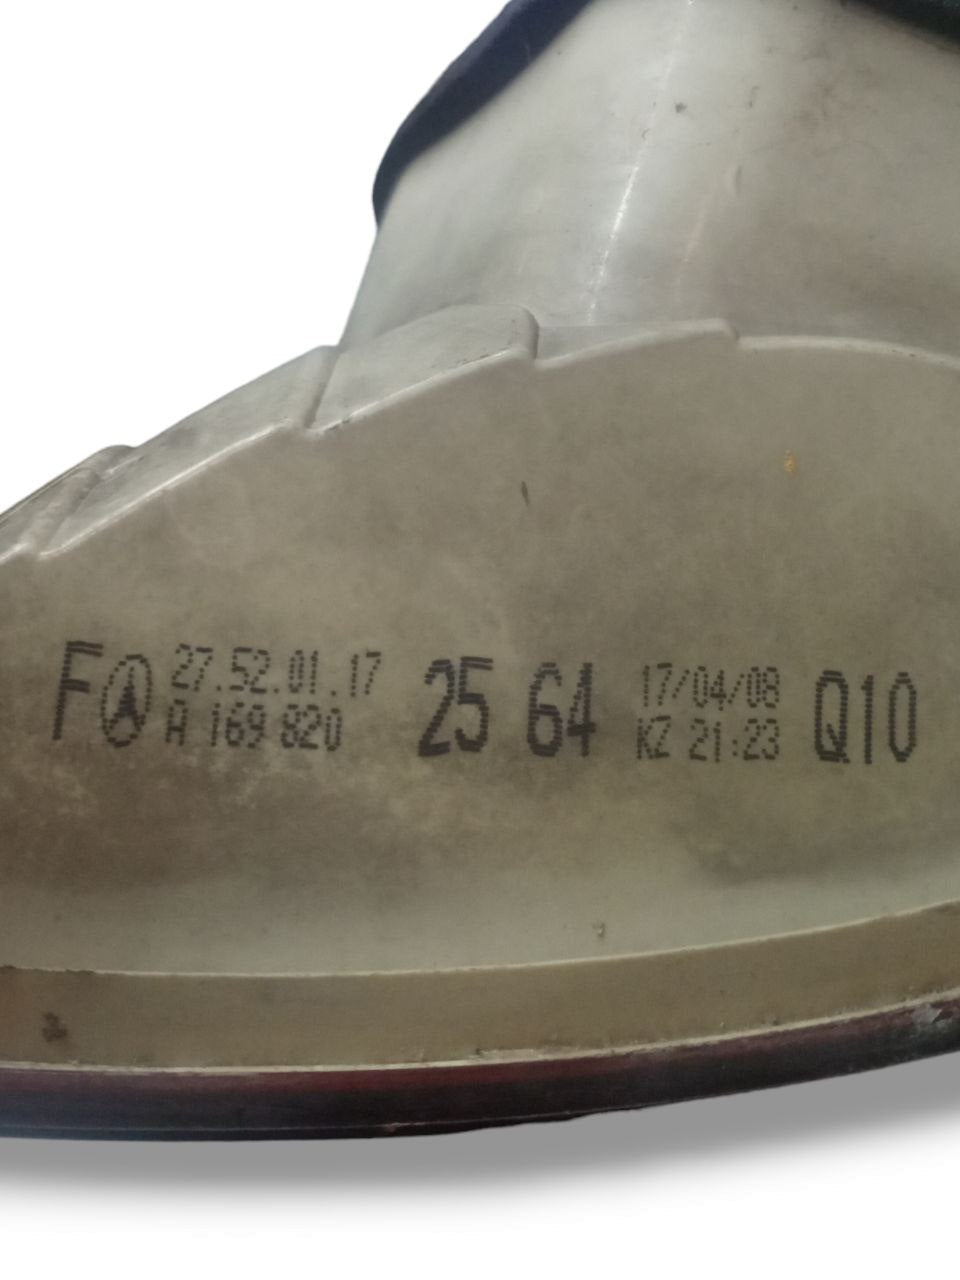 F 27.52.01.17
A 169 820
25 64
17/04/08
KZ 21:23
Q10